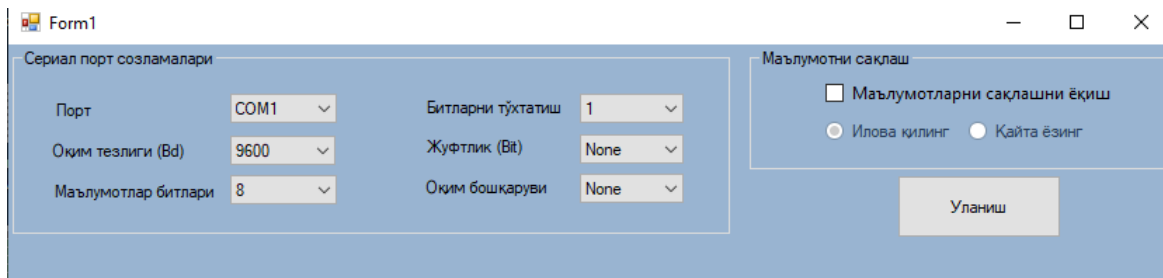 Form1
Сериал порт созламалари
Порт COM1
Оқим тезлиги (Bd) 9600
Маълумотлар битлари 8
Битларни тўхтатиш 1
Жуфтлик (Bit) None
Оқим бошқаруви None
Маълумотни сақлаш
Маълумотларни сақлашни ёқиш
Илова қилинг Қайта ёзинг
Уланиш